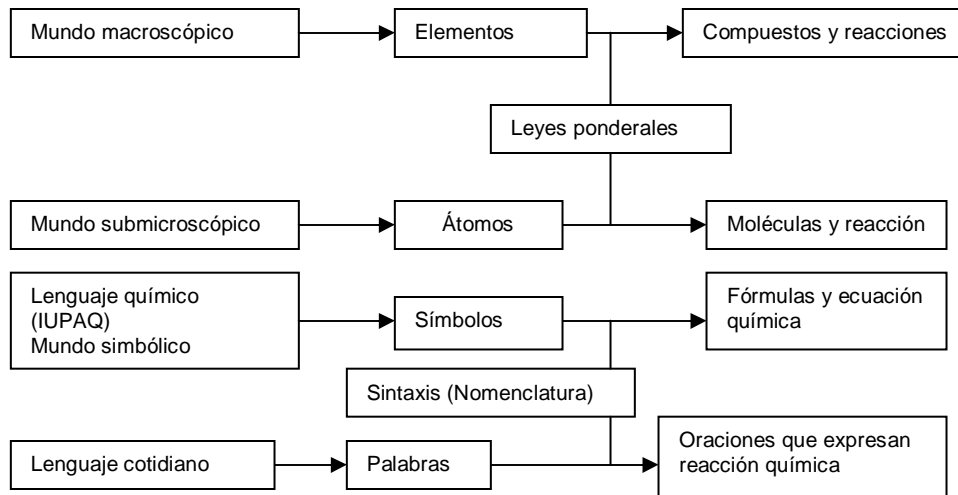 Mundo macroscópico
Elementos
Compuestos y reacciones
Leyes ponderales
Mundo submicroscópico
Átomos
Moléculas y reacción
Lenguaje químico
(IUPAQ)
Mundo simbólico
Símbolos
Fórmulas y ecuación
química
Sintaxis (Nomenclatura)
Lenguaje cotidiano
Palabras
Oraciones que expresan
reacción química